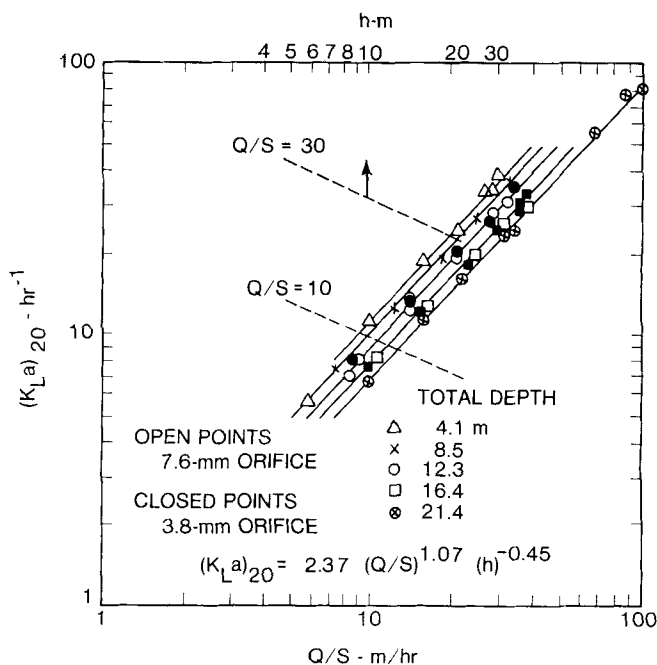 h-m
4 5 6 7 8 10 20 30
100
Q/S = 30
Q/S = 10
10
(K_La)_20 - hr^-1
TOTAL DEPTH
OPEN POINTS
7.6-mm ORIFICE
CLOSED POINTS
3.8-mm ORIFICE
△ 4.1 m
× 8.5
○ 12.3
□ 16.4
⊗ 21.4
(K_La)_20 = 2.37 (Q/S)^1.07 (h)^-0.45
1
1 10 100
Q/S - m/hr